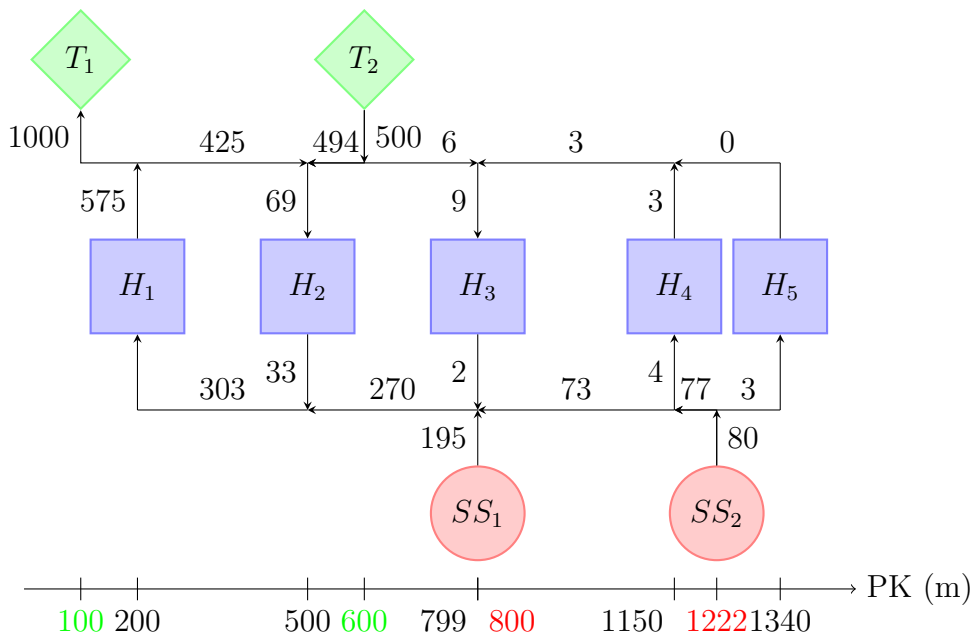 T₁ T₂
1000 425 494 500 6 3 0
575 69 9 3
H₁ H₂ H₃ H₄ H₅
303 33 270 2 73 4 77 3
195 80
SS₁ SS₂
PK (m)
100 200 500 600 799 800 1150 1222 1340